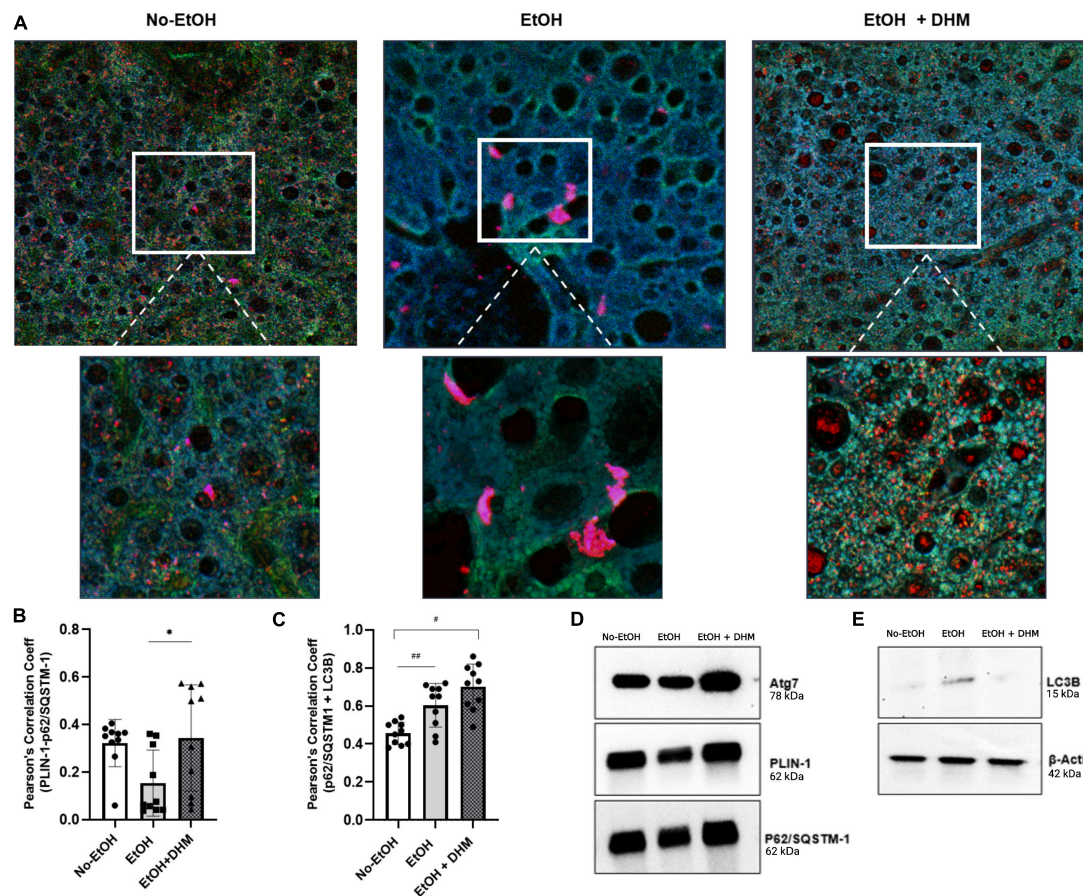 A
No-EtOH
EtOH
EtOH + DHM
B
Pearson's Correlation Coeff
(PLIN-1-p62/SQSTM-1)
0.8
0.6
0.4
0.2
0.0
*
No-EtOH
EtOH
EtOH+DHM
C
Pearson's Correlation Coeff
(p62/SQSTM1 + LC3B)
1.0
0.8
0.6
0.4
0.2
0.0
#
##
No-EtOH
EtOH
EtOH + DHM
D
No-EtOH EtOH EtOH + DHM
Atg7
78 kDa
PLIN-1
62 kDa
P62/SQSTM-1
62 kDa
E
No-EtOH EtOH EtOH + DHM
LC3B
15 kDa
β-Acti
42 kDa